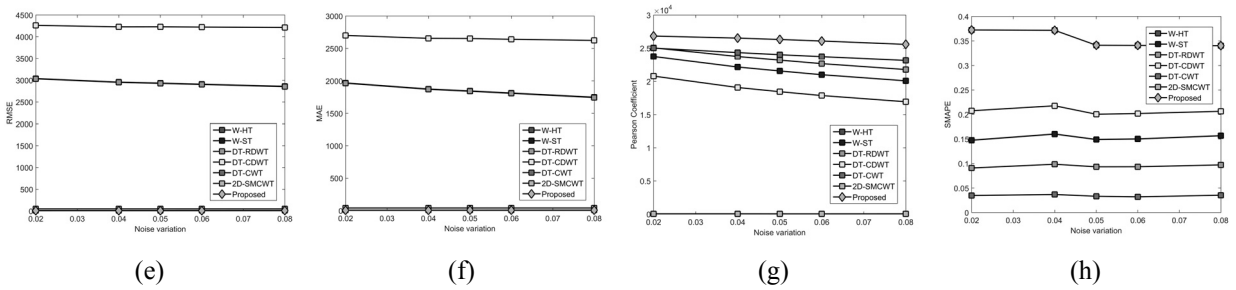 4500
4000
3500
3000
2500
2000
1500
1000
500
0
RMSE
W-HT
W-ST
DT-RDWT
DT-CDWT
DT-CWT
2D-SMCWT
Proposed
0.02 0.03 0.04 0.05 0.06 0.07 0.08
Noise variation
(e)
3000
2500
2000
1500
1000
500
0
MAE
W-HT
W-ST
DT-RDWT
DT-CDWT
DT-CWT
2D-SMCWT
Proposed
0.02 0.03 0.04 0.05 0.06 0.07 0.08
Noise variation
(f)
× 10⁴
3
2.5
2
1.5
1
0.5
0
Pearson Coefficient
W-HT
W-ST
DT-RDWT
DT-CDWT
DT-CWT
2D-SMCWT
Proposed
0.02 0.03 0.04 0.05 0.06 0.07 0.08
Noise variation
(g)
0.4
0.35
0.3
0.25
0.2
0.15
0.1
0.05
0
SMAPE
W-HT
W-ST
DT-RDWT
DT-CDWT
DT-CWT
2D-SMCWT
Proposed
0.02 0.03 0.04 0.05 0.06 0.07 0.08
Noise variation
(h)